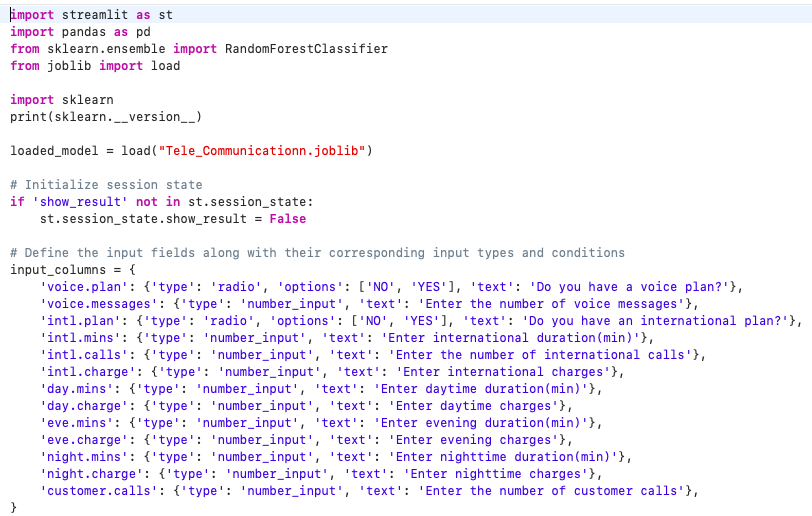 import streamlit as st
import pandas as pd
from sklearn.ensemble import RandomForestClassifier
from joblib import load

import sklearn
print(sklearn.__version__)

loaded_model = load("Tele_Communicationn.joblib")

# Initialize session state
if 'show_result' not in st.session_state:
    st.session_state.show_result = False

# Define the input fields along with their corresponding input types and conditions
input_columns = {
    'voice.plan': {'type': 'radio', 'options': ['NO', 'YES'], 'text': 'Do you have a voice plan?'},
    'voice.messages': {'type': 'number_input', 'text': 'Enter the number of voice messages'},
    'intl.plan': {'type': 'radio', 'options': ['NO', 'YES'], 'text': 'Do you have an international plan?'},
    'intl.mins': {'type': 'number_input', 'text': 'Enter international duration(min)'},
    'intl.calls': {'type': 'number_input', 'text': 'Enter the number of international calls'},
    'intl.charge': {'type': 'number_input', 'text': 'Enter international charges'},
    'day.mins': {'type': 'number_input', 'text': 'Enter daytime duration(min)'},
    'day.charge': {'type': 'number_input', 'text': 'Enter daytime charges'},
    'eve.mins': {'type': 'number_input', 'text': 'Enter evening duration(min)'},
    'eve.charge': {'type': 'number_input', 'text': 'Enter evening charges'},
    'night.mins': {'type': 'number_input', 'text': 'Enter nighttime duration(min)'},
    'night.charge': {'type': 'number_input', 'text': 'Enter nighttime charges'},
    'customer.calls': {'type': 'number_input', 'text': 'Enter the number of customer calls'},
}